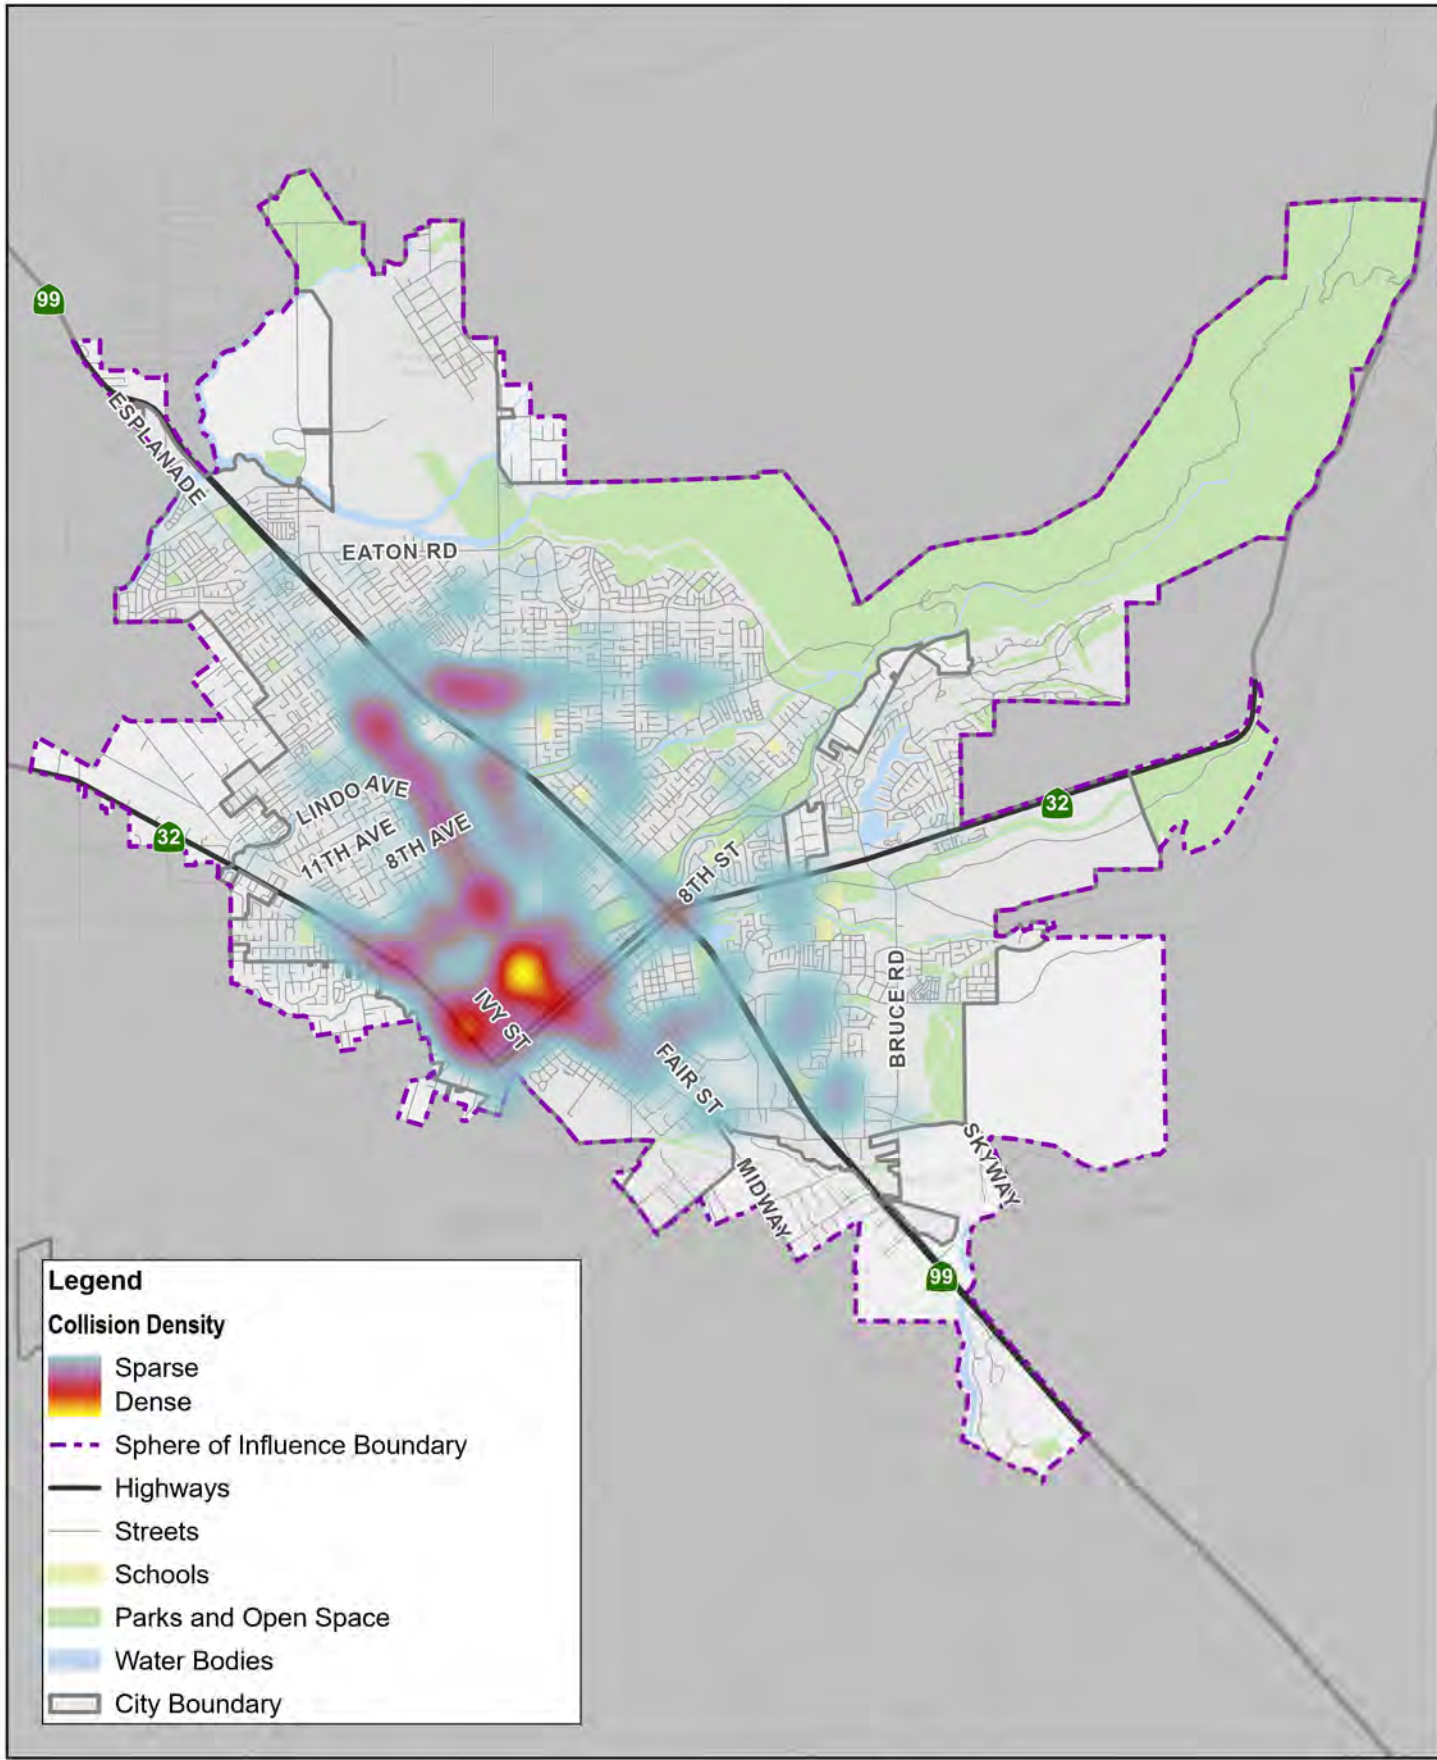 99
ESPLANADE
EATON RD
32
LINDO AVE
11TH AVE
8TH AVE
32
8TH ST
IVY ST
BRUCE RD
FAIR ST
SKYWAY
MIDWAY
99
Legend
Collision Density
Sparse
Dense
Sphere of Influence Boundary
Highways
Streets
Schools
Parks and Open Space
Water Bodies
City Boundary